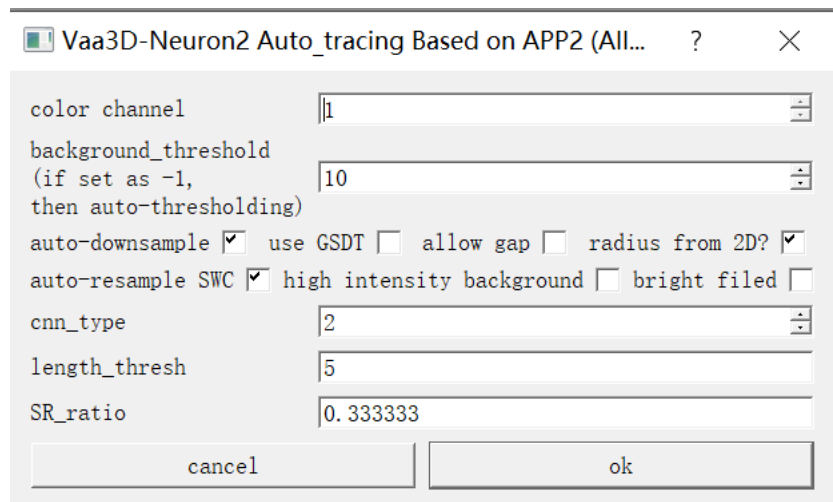 Vaa3D-Neuron2 Auto_tracing Based on APP2 (All... ?
color channel 1
background_threshold
(if set as -1, 10
then auto-thresholding)
auto-downsample use GSDT allow gap radius from 2D?
auto-resample SWC high intensity background bright filed
cnn_type 2
length_thresh 5
SR_ratio 0.333333
cancel ok